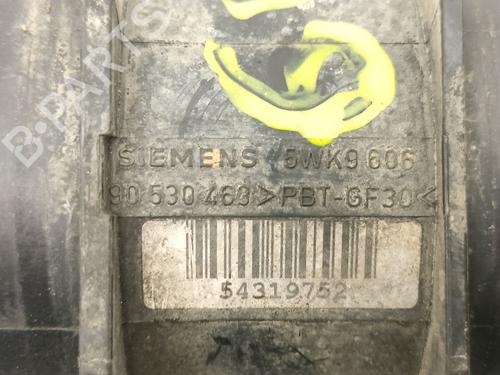 B-PARTS
SIEMENS 5WK9 606
90 530 463 >PBT-GF30<
54319752